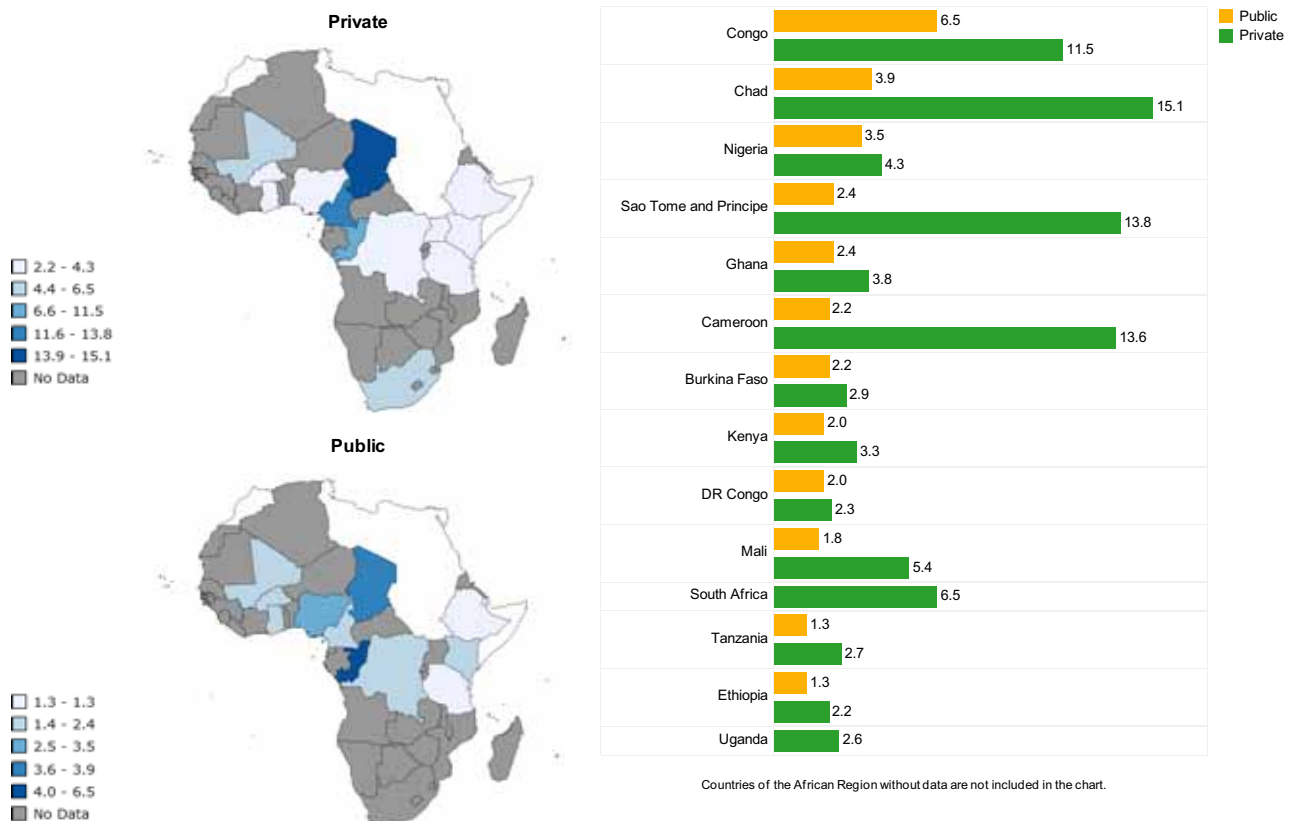 Private
2.2 - 4.3
4.4 - 6.5
6.6 - 11.5
11.6 - 13.8
13.9 - 15.1
No Data
Public
1.3 - 1.3
1.4 - 2.4
2.5 - 3.5
3.6 - 3.9
4.0 - 6.5
No Data
Public
Private
Congo
6.5
11.5
Chad
3.9
15.1
Nigeria
3.5
4.3
Sao Tome and Principe
2.4
13.8
Ghana
2.4
3.8
Cameroon
2.2
13.6
Burkina Faso
2.2
2.9
Kenya
2.0
3.3
DR Congo
2.0
2.3
Mali
1.8
5.4
South Africa
6.5
Tanzania
1.3
2.7
Ethiopia
1.3
2.2
Uganda
2.6
Countries of the African Region without data are not included in the chart.